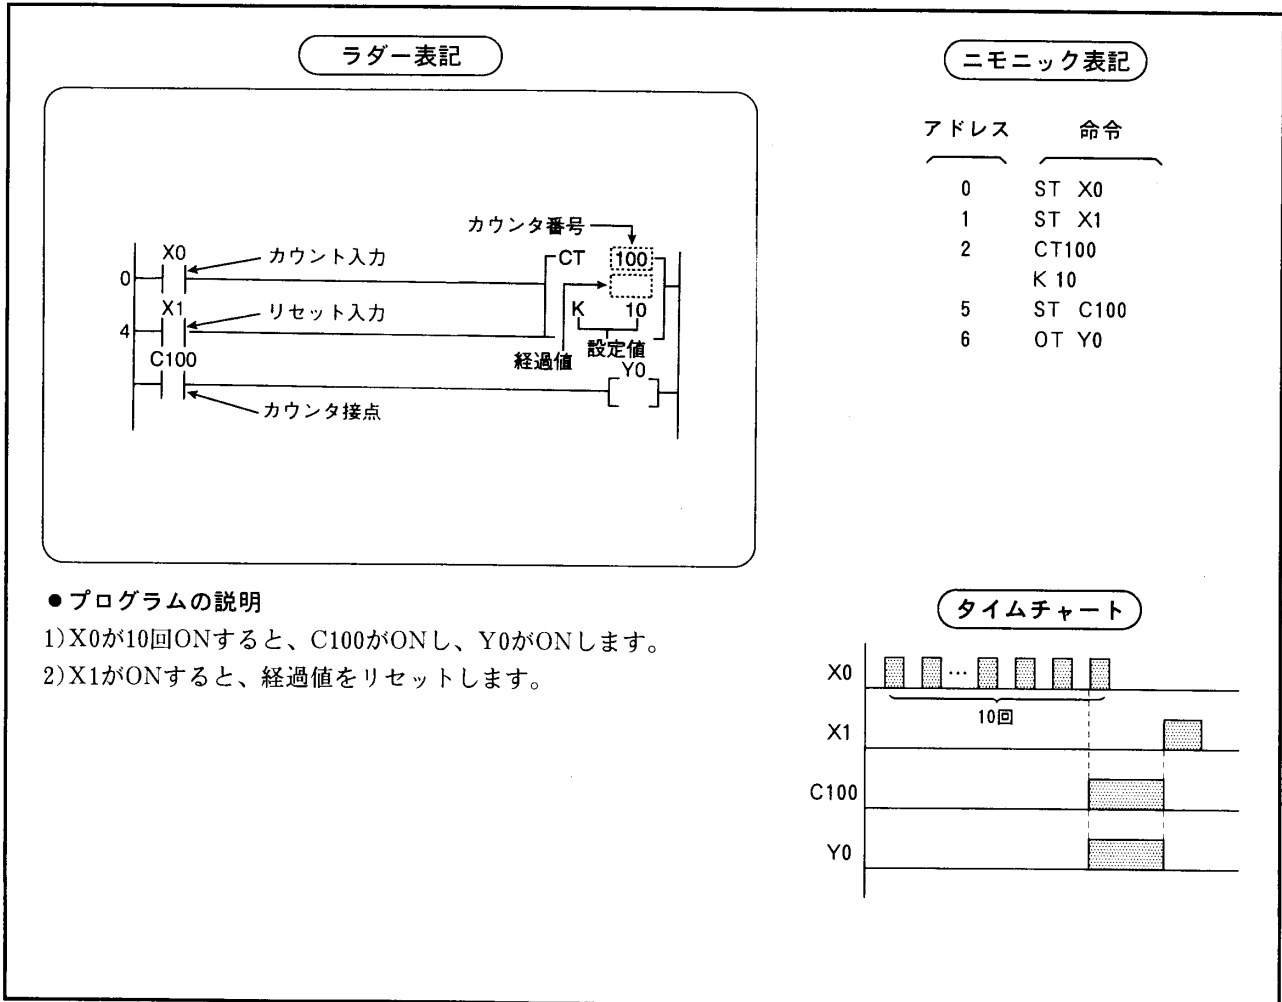 ラダー表記
カウンタ番号
X0
カウント入力
CT 100
0
X1
リセット入力
K 10
4
設定値
経過値
C100
Y0
カウンタ接点
ニモニック表記
アドレス 命令
0 ST X0
1 ST X1
2 CT100
K 10
5 ST C100
6 OT Y0
●プログラムの説明
1)X0が10回ONすると、C100がONし、Y0がONします。
2)X1がONすると、経過値をリセットします。
タイムチャート
X0
…
10回
X1
C100
Y0